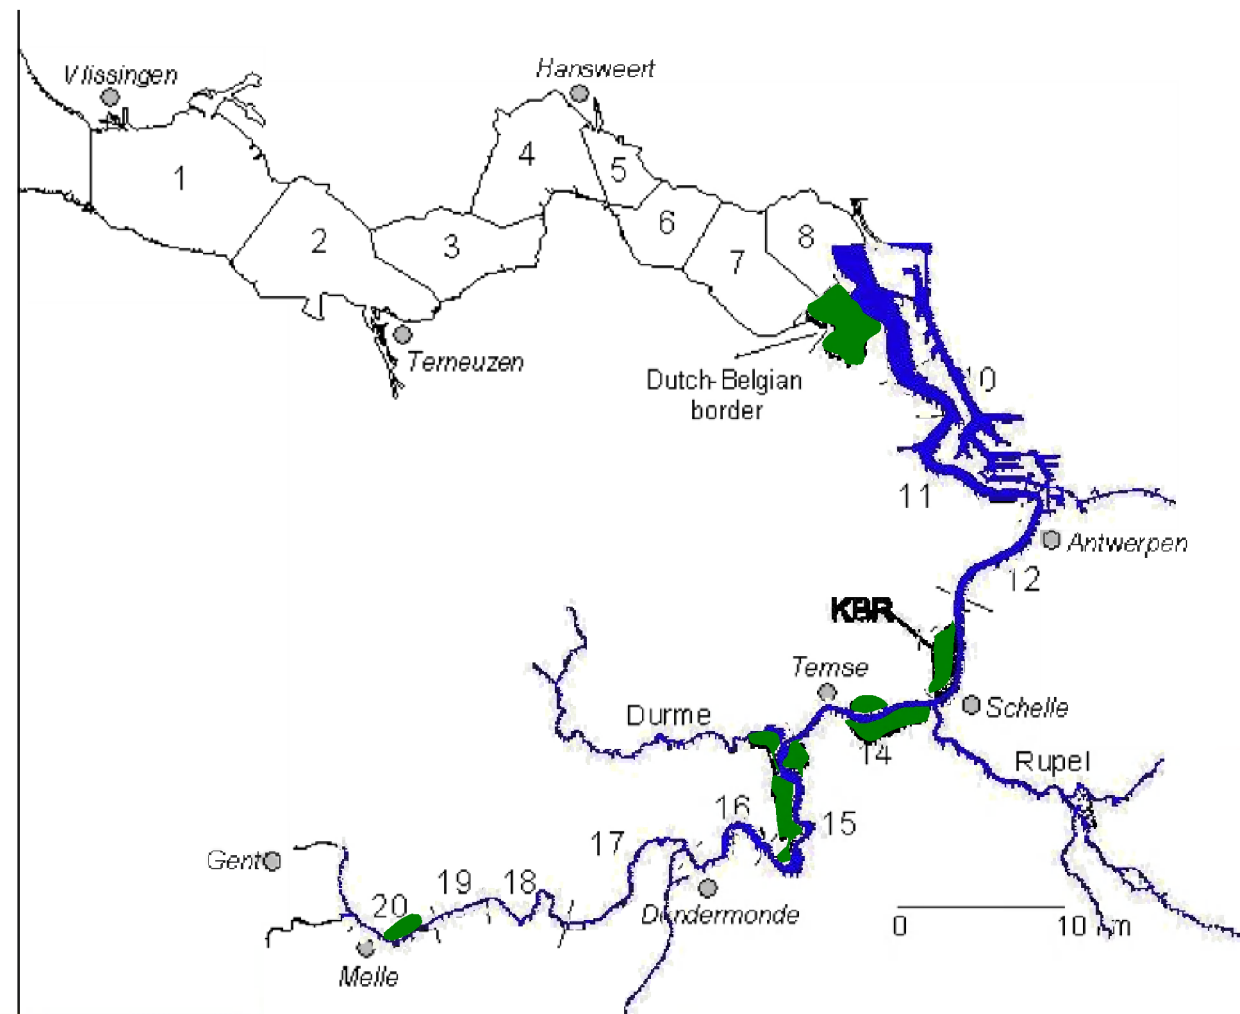 Vlissingen
Hansweert
1
2
3
4
5
6
7
8
Terneuzen
Dutch-Belgian
border
10
11
Antwerpen
12
KBR
Temse
Schelle
Durme
14
Rupel
15
16
17
Gent
18
19
20
Dendermonde
Melle
0
10 km